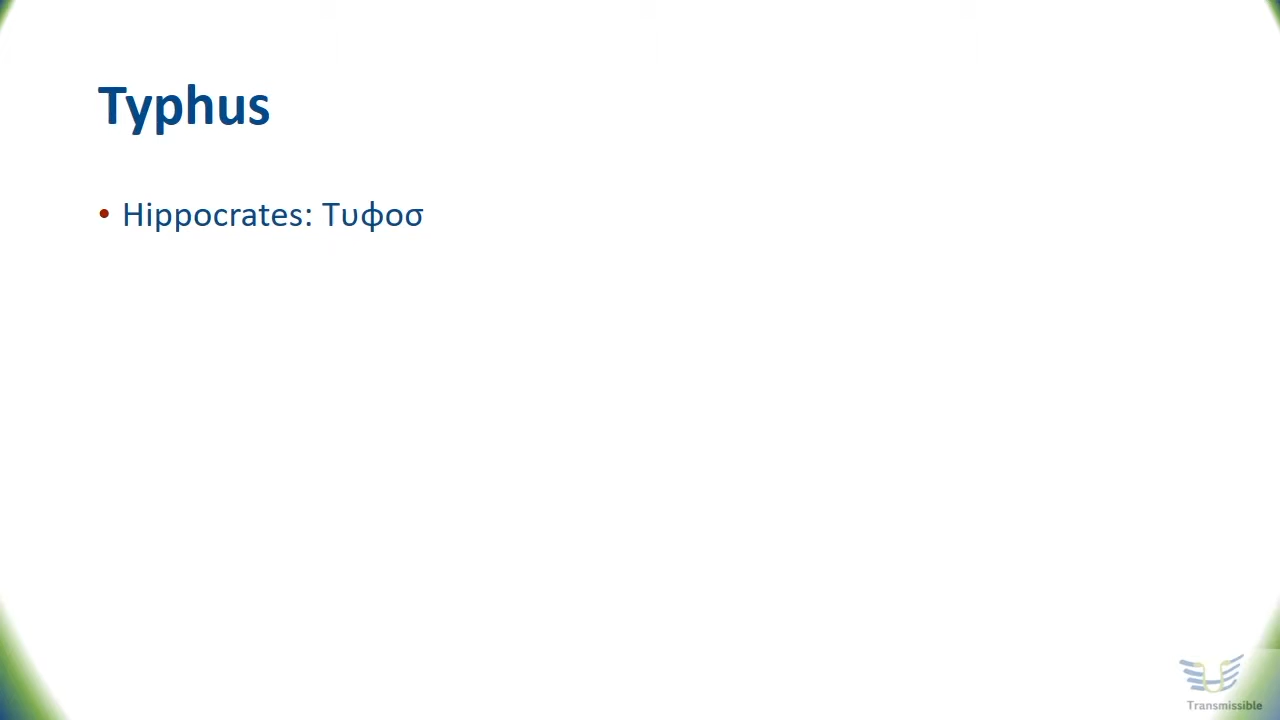 Typhus
• Hippocrates: Τυφοσ
Transmissible